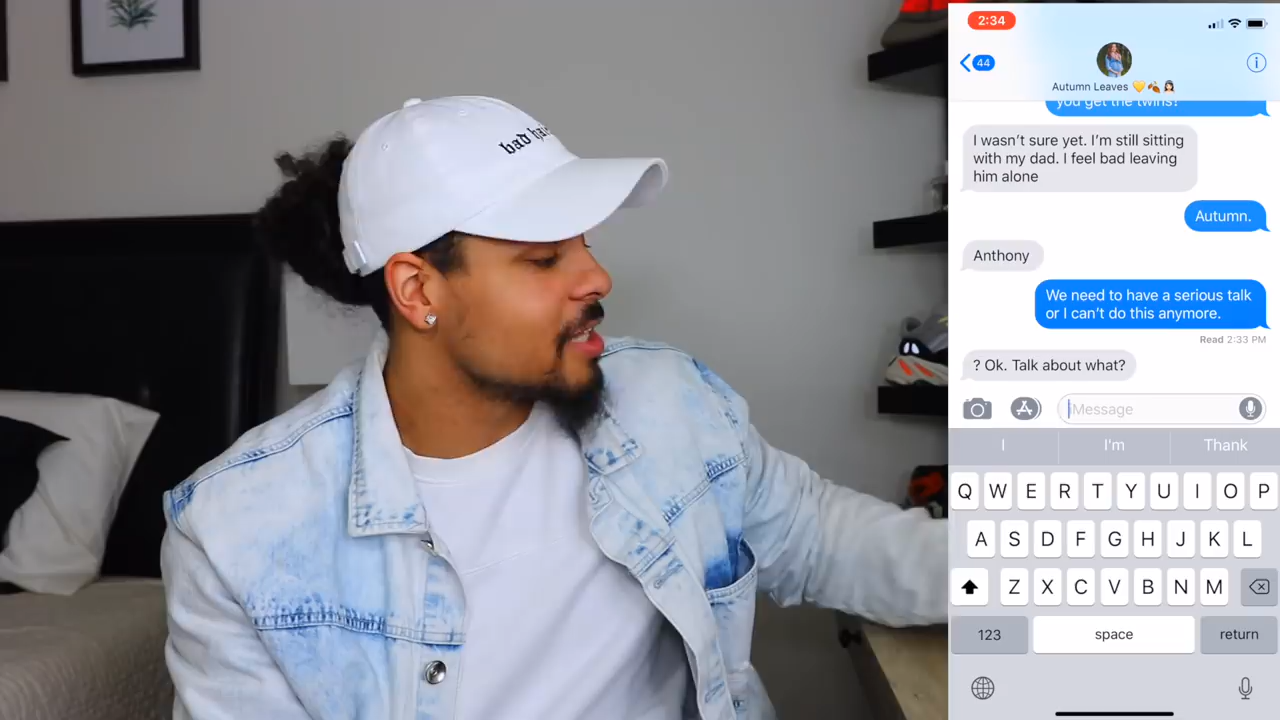 bad hair
2:34
44
Autumn Leaves 💛🍂👰🏻
you get the twins?
I wasn't sure yet. I'm still sitting
with my dad. I feel bad leaving
him alone
Autumn.
Anthony
We need to have a serious talk
or I can't do this anymore.
Read 2:33 PM
? Ok. Talk about what?
iMessage
I I'm Thank
Q W E R T Y U I O P
A S D F G H J K L
Z X C V B N M
123 space return